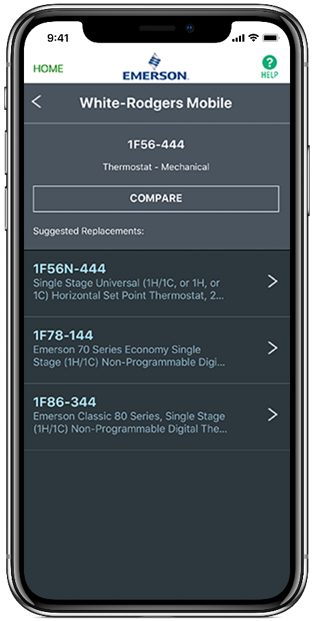 9:41
HOME
EMERSON.
HELP
White-Rodgers Mobile
1F56-444
Thermostat - Mechanical
COMPARE
Suggested Replacements:
1F56N-444
Single Stage Universal (1H/1C, or 1H, or
1C) Horizontal Set Point Thermostat, 2...
1F78-144
Emerson 70 Series Economy Single
Stage (1H/1C) Non-Programmable Digi...
1F86-344
Emerson Classic 80 Series, Single Stage
(1H/1C) Non-Programmable Digital The...